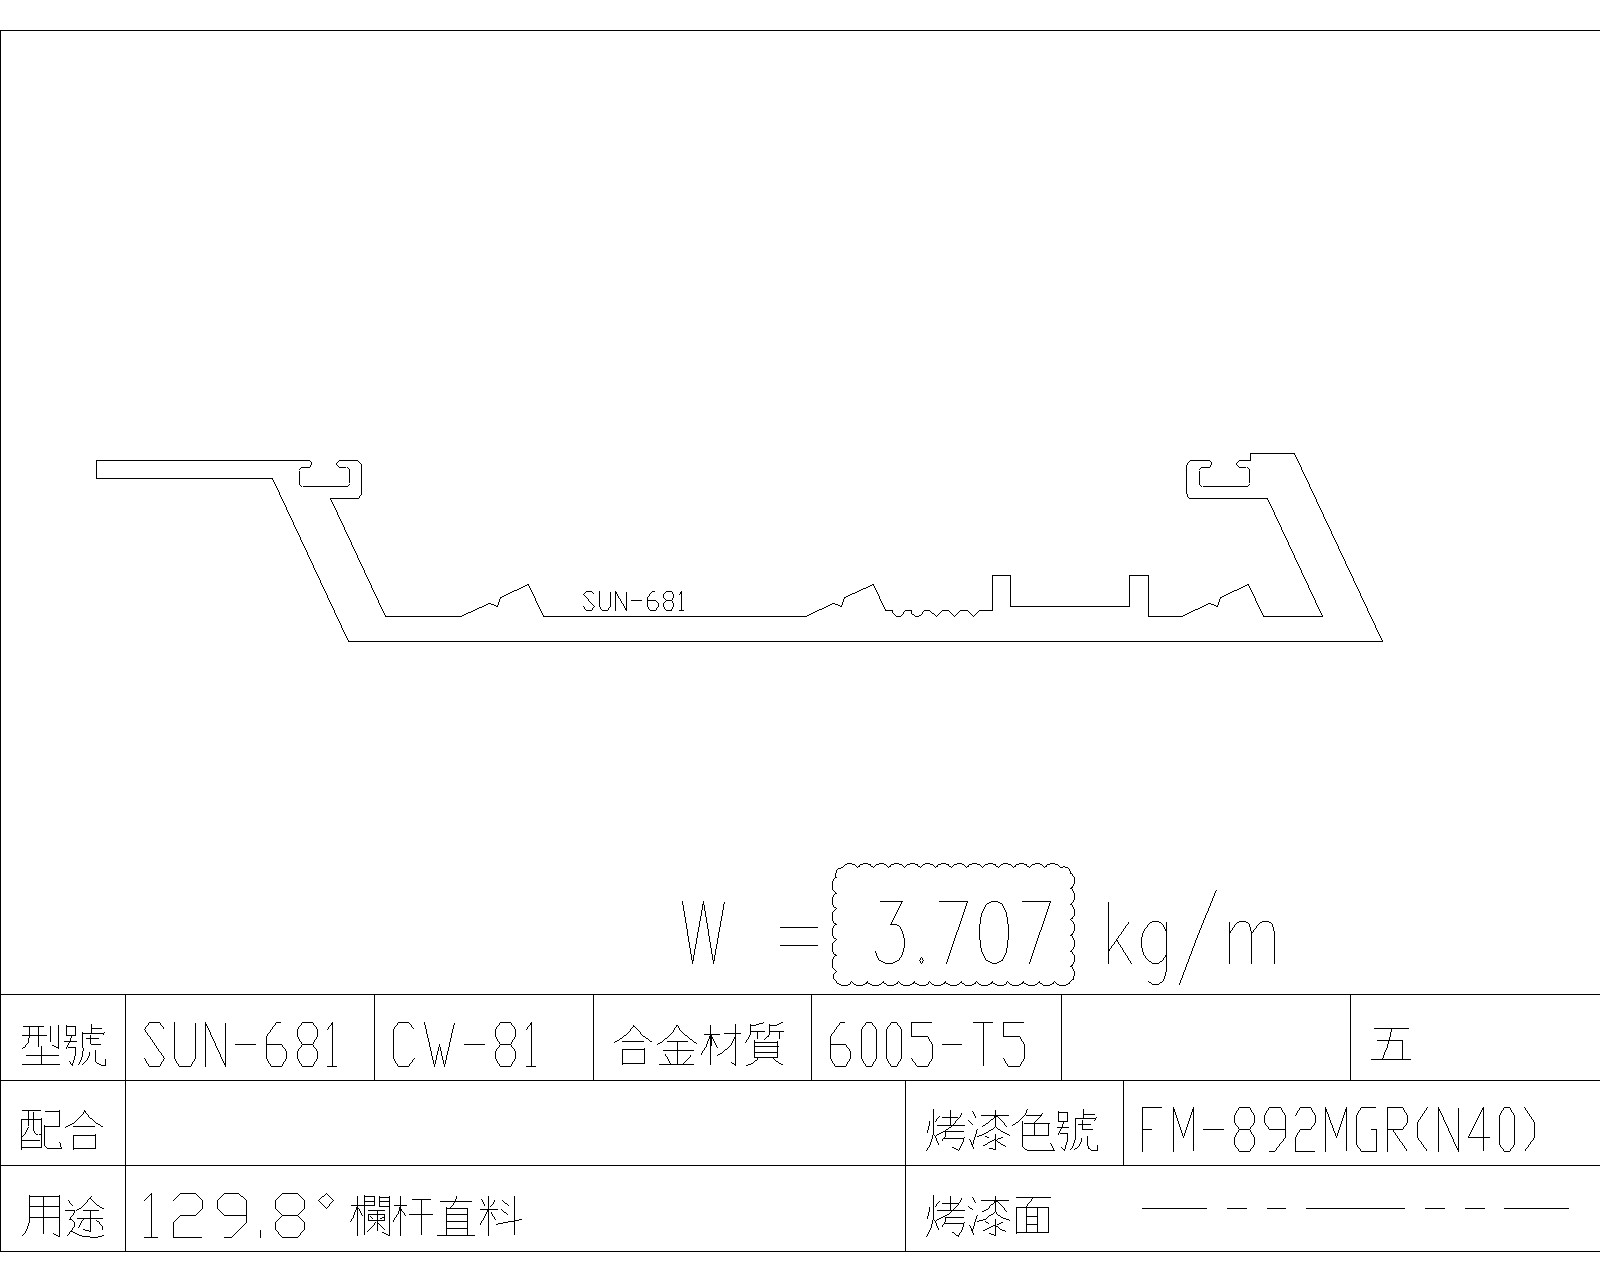 SUN-681
W = 3.707 kg/m
型號 SUN-681 CW-81 合金材質 6005-T5 五
配合 烤漆色號 FM-892MGR(N40)
用途 129.8°欄杆直料 烤漆面